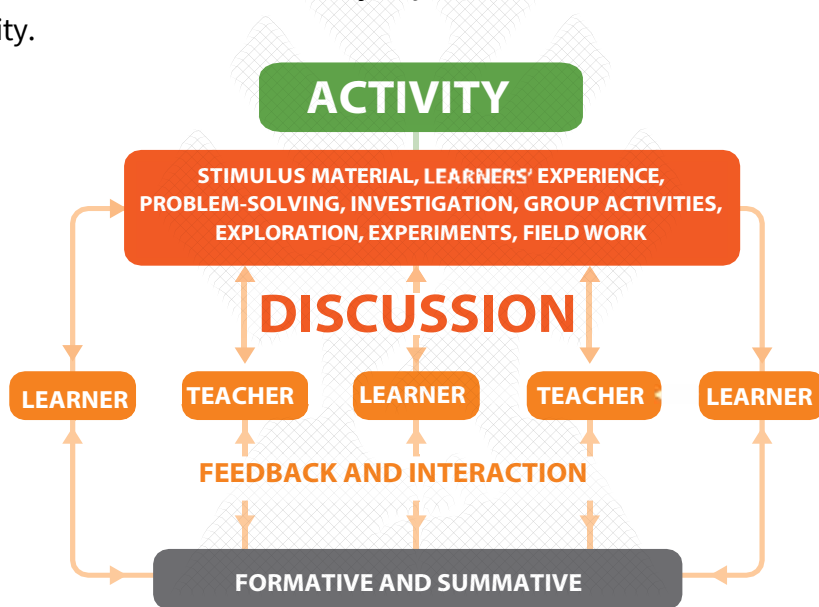 ity.
ACTIVITY
STIMULUS MATERIAL, LEARNERS' EXPERIENCE,
PROBLEM-SOLVING, INVESTIGATION, GROUP ACTIVITIES,
EXPLORATION, EXPERIMENTS, FIELD WORK
DISCUSSION
LEARNER TEACHER LEARNER TEACHER LEARNER
FEEDBACK AND INTERACTION
FORMATIVE AND SUMMATIVE